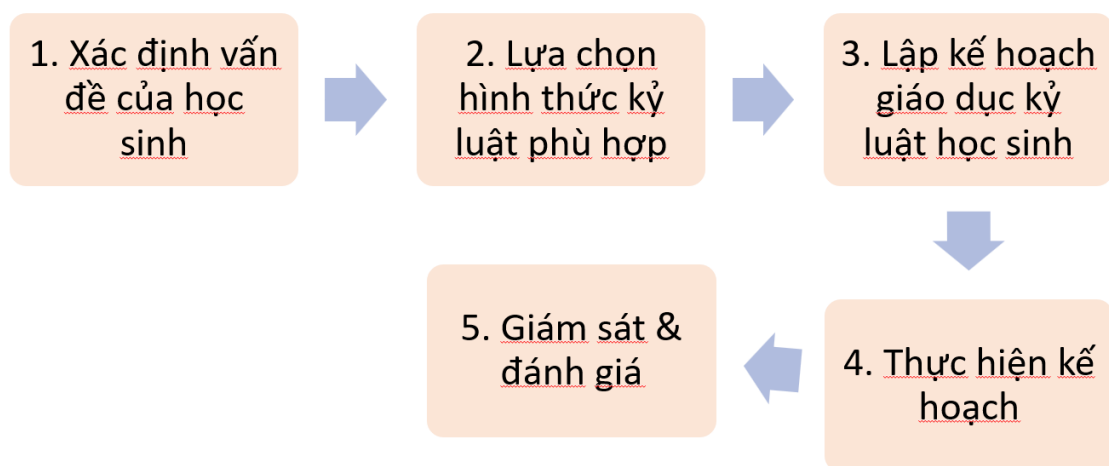 1. Xác định vấn
đề của học
sinh
2. Lựa chọn
hình thức kỷ
luật phù hợp
3. Lập kế hoạch
giáo dục kỷ
luật học sinh
4. Thực hiện kế
hoạch
5. Giám sát &
đánh giá